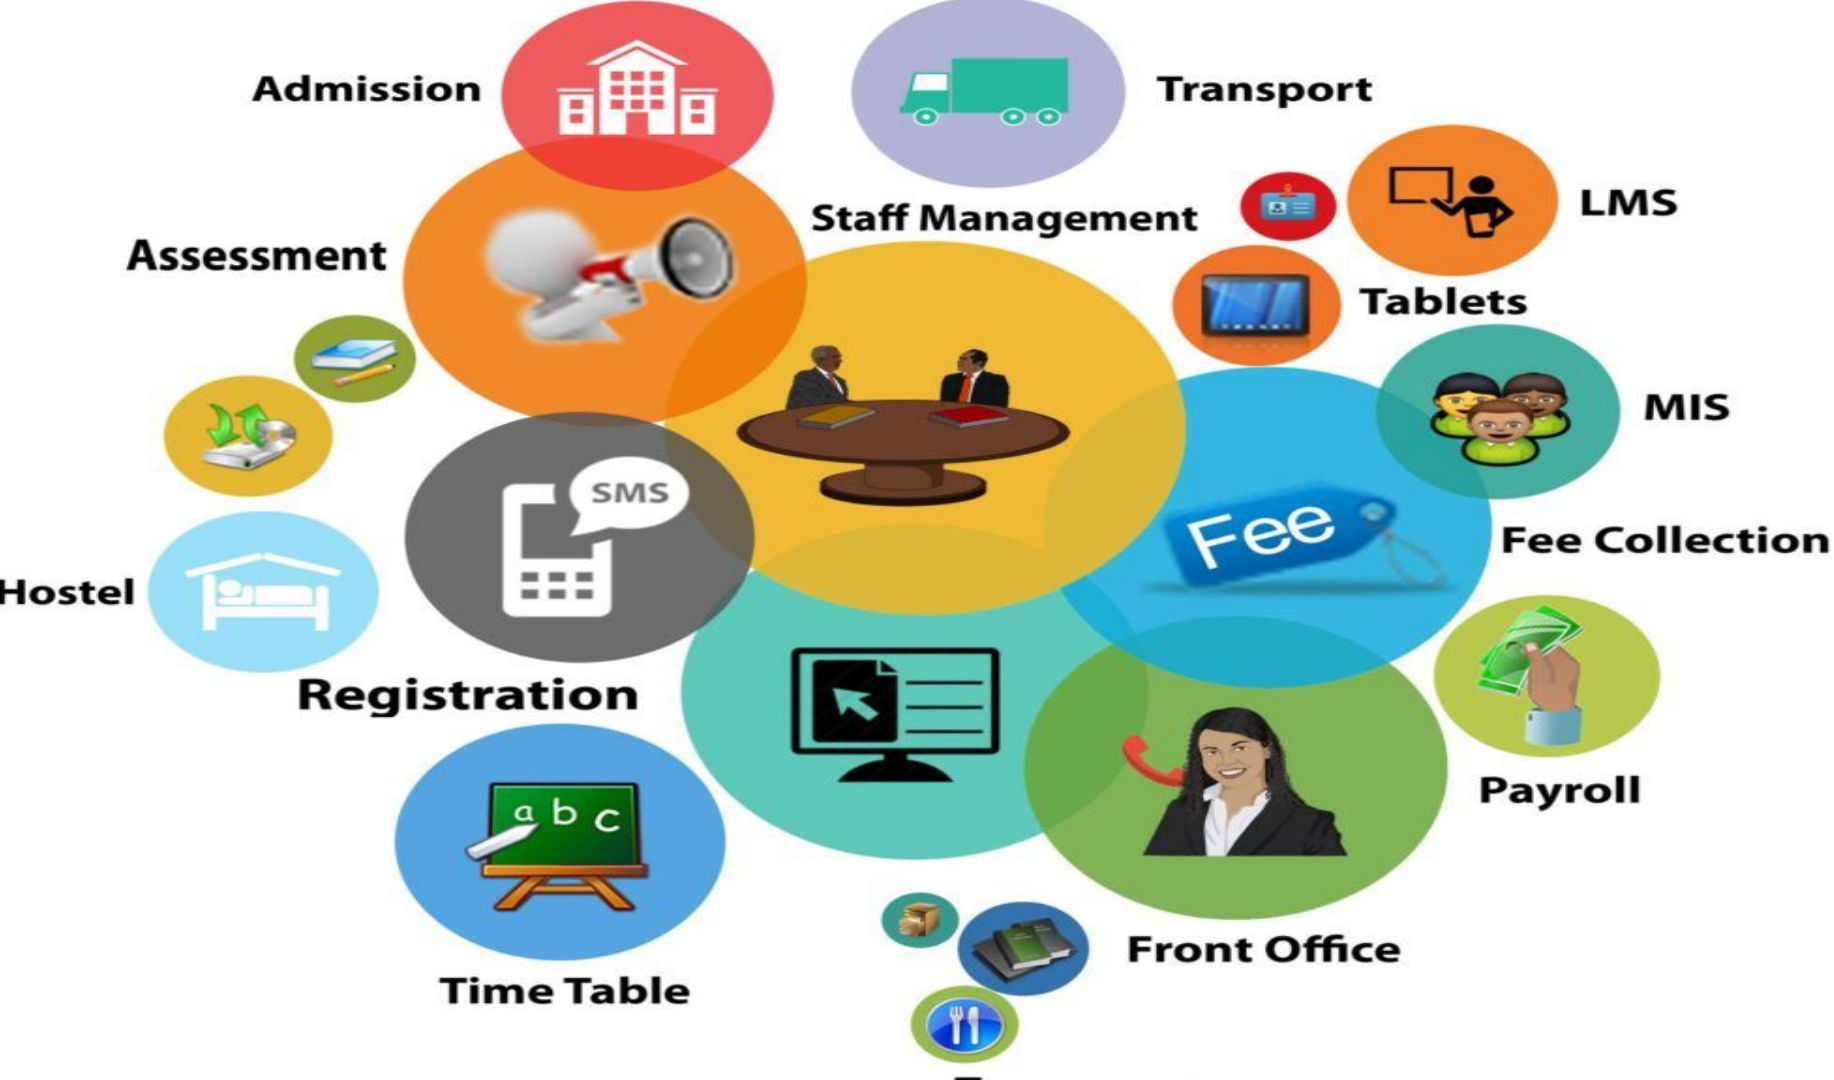 Admission
Transport
LMS
Staff Management
Assessment
Tablets
MIS
SMS
Fee
Fee Collection
Hostel
Registration
Payroll
a b c
Front Office
Time Table